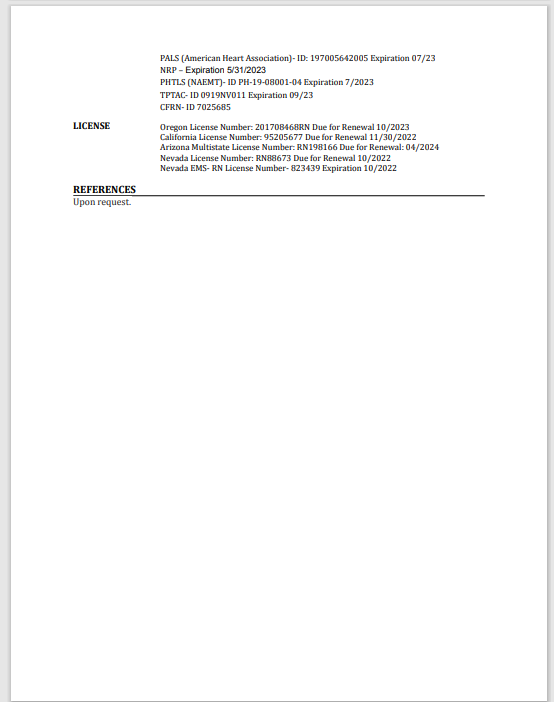 PALS (American Heart Association)- ID: 197005642005 Expiration 07/23
NRP – Expiration 5/31/2023
PHTLS (NAEMT)- ID PH-19-08001-04 Expiration 7/2023
TPTAC- ID 0919NV011 Expiration 09/23
CFRN- ID 7025685
LICENSE Oregon License Number: 201708468RN Due for Renewal 10/2023
California License Number: 95205677 Due for Renewal 11/30/2022
Arizona Multistate License Number: RN198166 Due for Renewal: 04/2024
Nevada License Number: RN88673 Due for Renewal 10/2022
Nevada EMS- RN License Number- 823439 Expiration 10/2022
REFERENCES
Upon request.